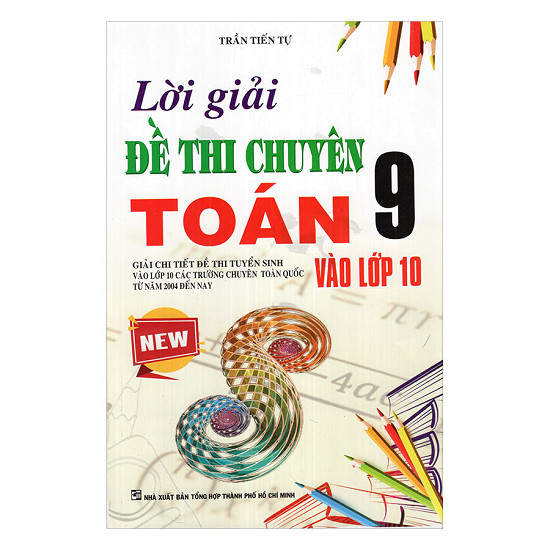 TRẦN TIẾN TỰ
Lời giải
ĐỀ THI CHUYÊN
TOÁN 9
GIẢI CHI TIẾT ĐỀ THI TUYỂN SINH
VÀO LỚP 10 CÁC TRƯỜNG CHUYÊN TOÀN QUỐC
TỪ NĂM 2004 ĐẾN NAY
VÀO LỚP 10
NEW
A = πr
-4ac
NHÀ XUẤT BẢN TỔNG HỢP THÀNH PHỐ HỒ CHÍ MINH